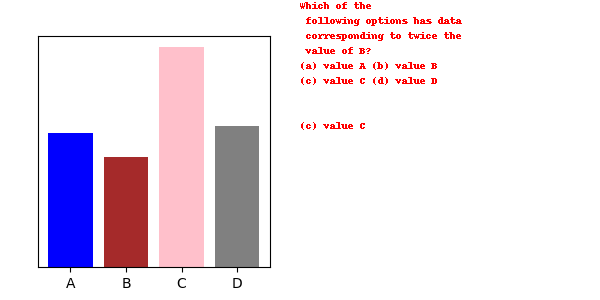 Which of the
following options has data
corresponding to twice the
value of B?
(a) value A (b) value B
(c) value C (d) value D
(c) value C
A B C D